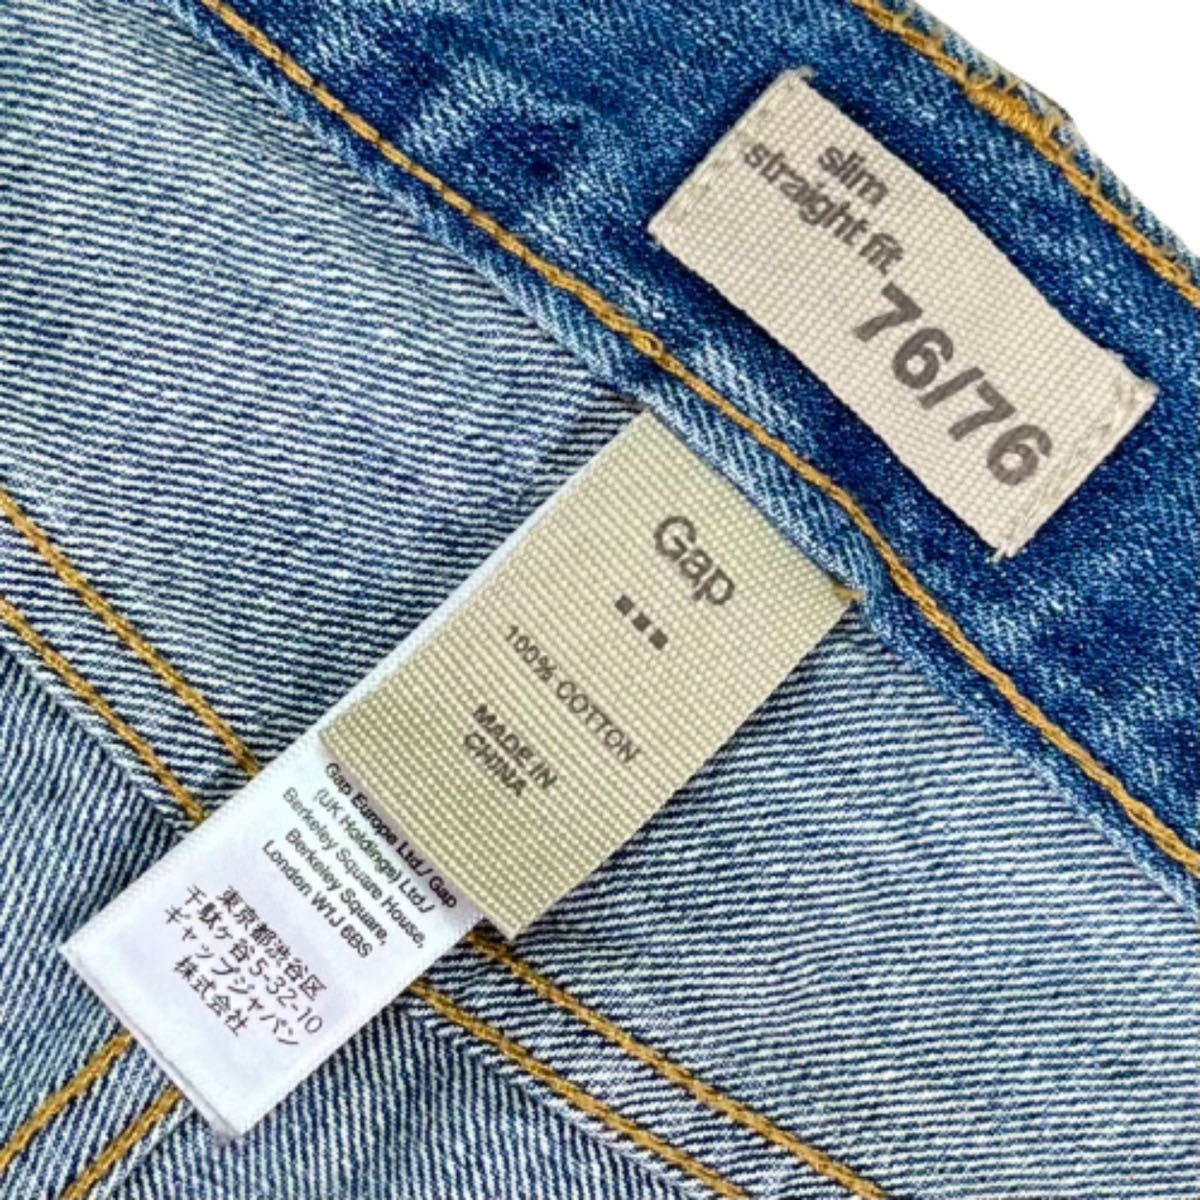 slim
straight fit
76/76
Gap
100% COTTON
MADE IN
CHINA
Gap Europe Ltd./ Gap
(UK Holdings) Ltd./
Berkeley Square House,
Berkeley Square,
London W1J 6BS
東京都渋谷区
千駄ヶ谷5-32-10
ギャップジャパン
株式会社